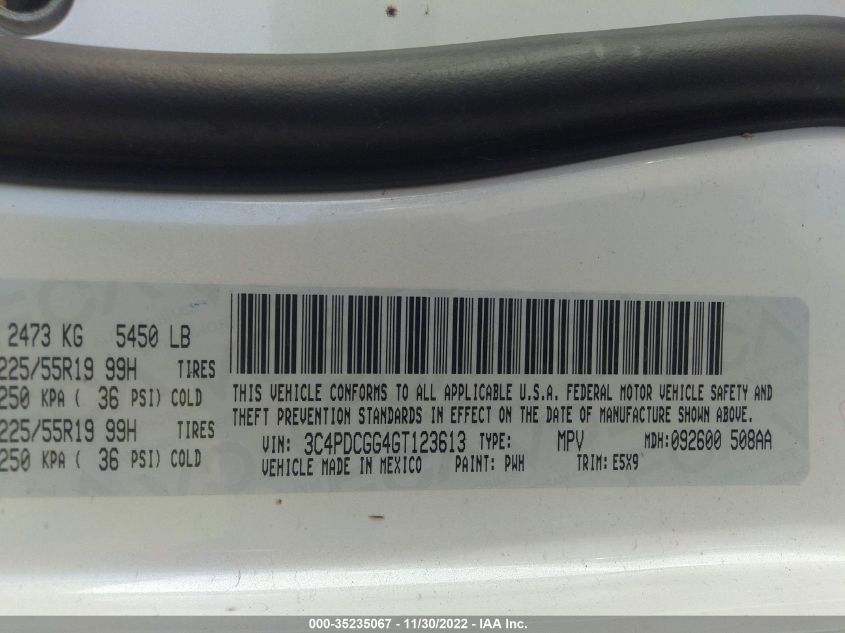 2473 KG 5450 LB
225/55R19 99H TIRES
250 KPA ( 36 PSI) COLD
225/55R19 99H TIRES
250 KPA ( 36 PSI) COLD
THIS VEHICLE CONFORMS TO ALL APPLICABLE U.S.A. FEDERAL MOTOR VEHICLE SAFETY AND
THEFT PREVENTION STANDARDS IN EFFECT ON THE DATE OF MANUFACTURE SHOWN ABOVE.
VIN: 3C4PDCGG4GT123613 TYPE: MPV MDH:092600 508AA
VEHICLE MADE IN MEXICO PAINT: PWH TRIM: E5X9
000-35235067 - 11/30/2022 - IAA Inc.